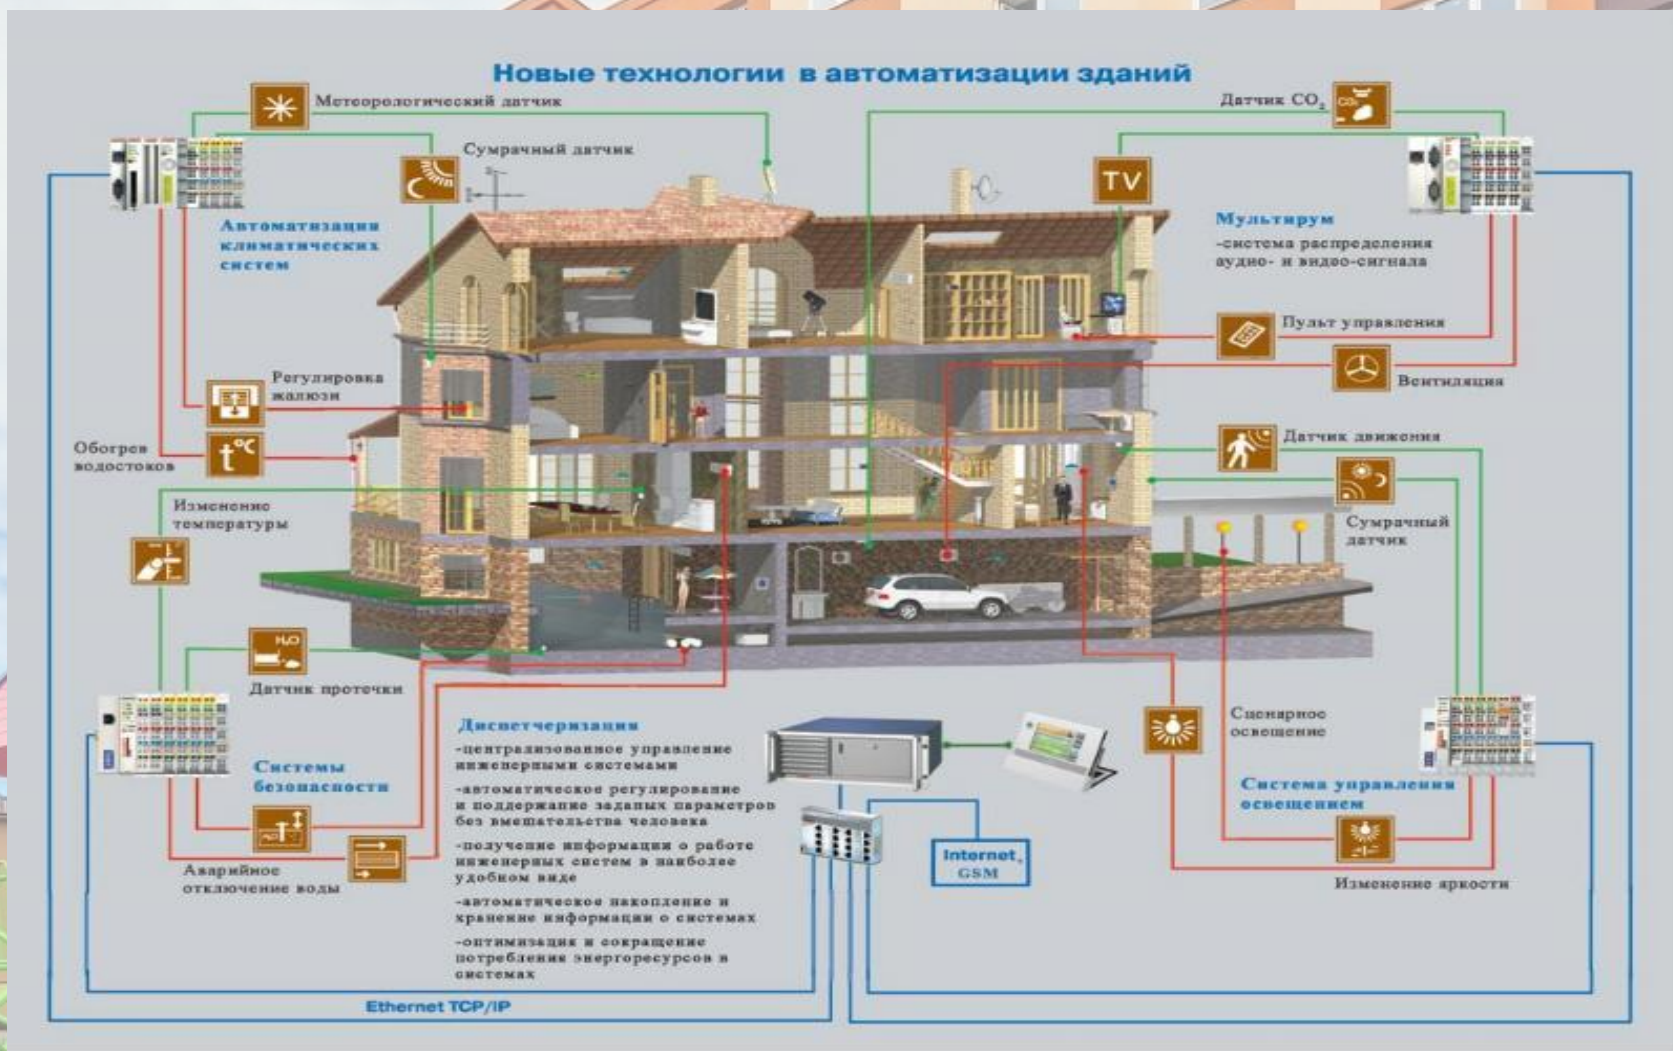 Новые технологии в автоматизации зданий
Метеорологический датчик
Сумрачный датчик
Автоматизация
климатических
систем
Регулировка
жалюзи
Обогрев
водостоков
t°C
Изменение
температуры
H₂O
Датчик протечки
Системы
безопасности
Аварийное
отключение воды
Диспетчеризация
-централизованное управление
инженерными системами
-автоматическое регулирование
и поддержание заданых параметров
без вмешательства человека
-получение информации о работе
инженерных систем в наиболее
удобном виде
-автоматическое накопление и
хранение информации о системах
-оптимизация и сокращение
потребления энергоресурсов в
системах
Ethernet TCP/IP
Internet,
GSM
Датчик CO₂
CO₂
TV
Мультирум
-система распределения
аудио- и видео-сигнала
Пульт управления
Вентиляция
Датчик движения
Сумрачный
датчик
Сценарное
освещение
Система управления
освещением
Изменение яркости